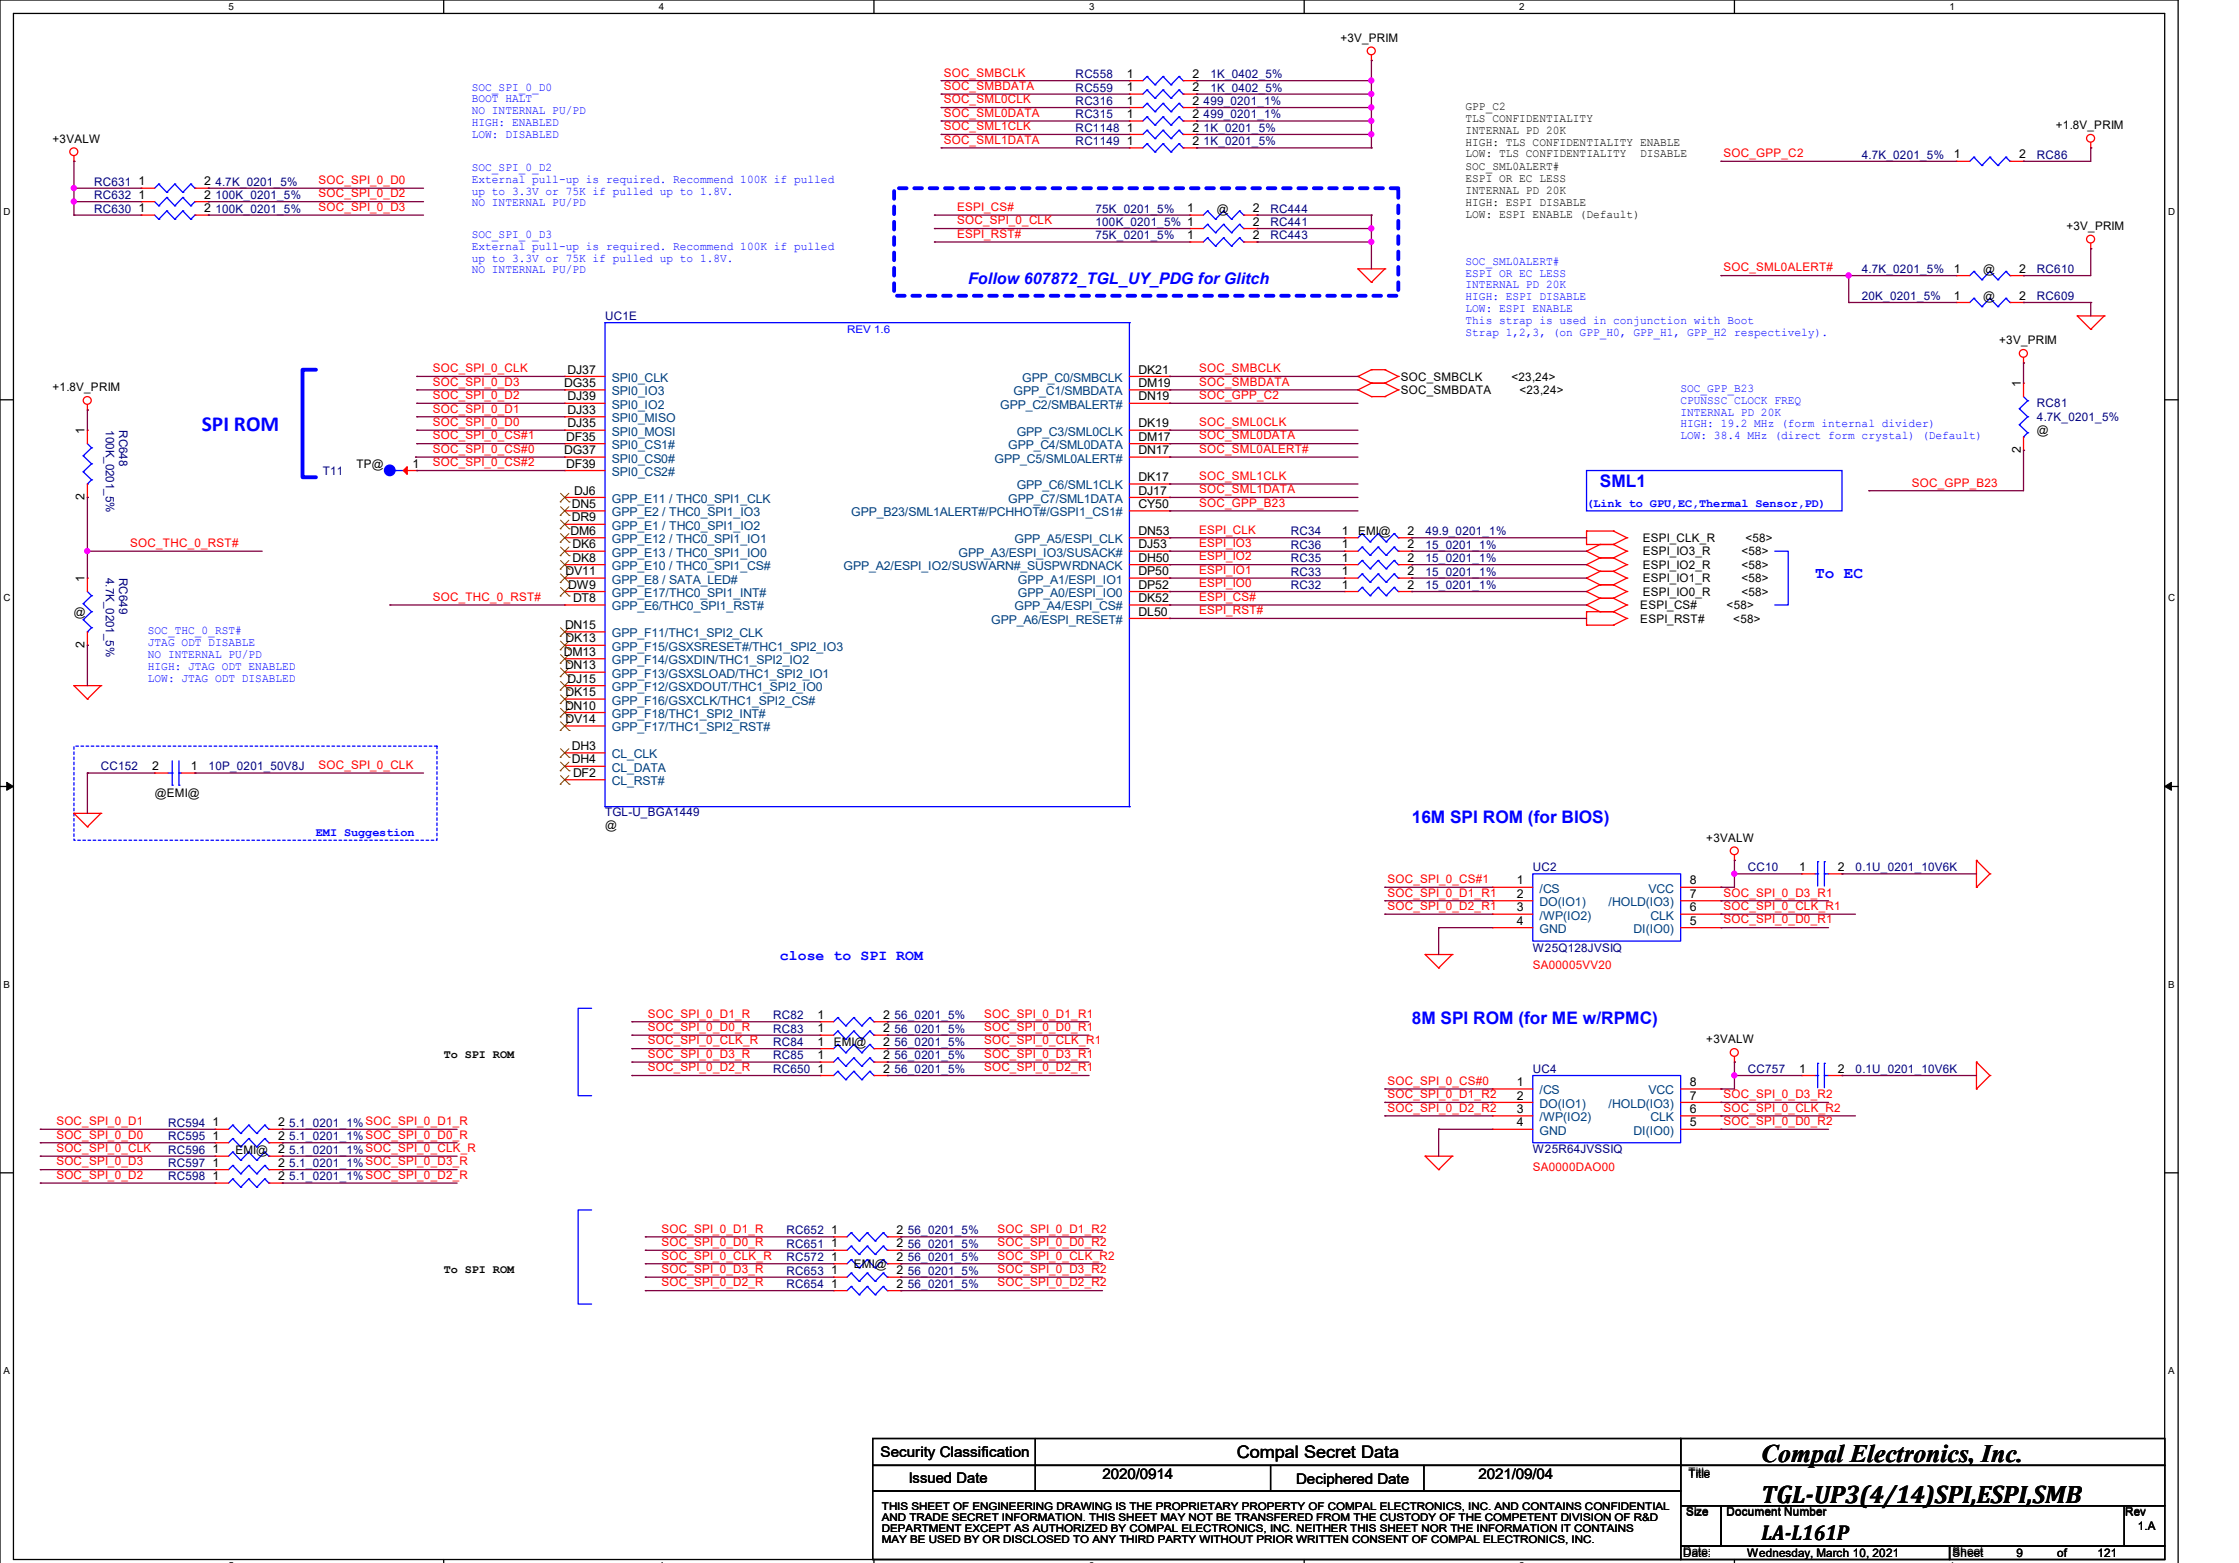 5 4 3 2 1
+3VALW
RC631 1 2 4.7K_0201_5% SOC_SPI_0_D0
RC632 1 2 100K_0201_5% SOC_SPI_0_D2
RC630 1 2 100K_0201_5% SOC_SPI_0_D3
SOC_SPI_0_D0
BOOT HALT
NO INTERNAL PU/PD
HIGH: ENABLED
LOW: DISABLED
SOC_SPI_0_D2
External pull-up is required. Recommend 100K if pulled
up to 3.3V or 75K if pulled up to 1.8V.
NO INTERNAL PU/PD
SOC_SPI_0_D3
External pull-up is required. Recommend 100K if pulled
up to 3.3V or 75K if pulled up to 1.8V.
NO INTERNAL PU/PD
+3V_PRIM
SOC_SMBCLK RC558 1 2 1K_0402_5%
SOC_SMBDATA RC559 1 2 1K_0402_5%
SOC_SML0CLK RC316 1 2 499_0201_1%
SOC_SML0DATA RC315 1 2 499_0201_1%
SOC_SML1CLK RC1148 1 2 1K_0201_5%
SOC_SML1DATA RC1149 1 2 1K_0201_5%
ESPI_CS# 75K_0201_5% 1 @ 2 RC444
SOC_SPI_0_CLK 100K_0201_5% 1 2 RC441
ESPI_RST# 75K_0201_5% 1 2 RC443
Follow 607872_TGL_UY_PDG for Glitch
GPP_C2
TLS CONFIDENTIALITY
INTERNAL PD 20K
HIGH: TLS CONFIDENTIALITY ENABLE
LOW: TLS CONFIDENTIALITY DISABLE
SOC_SML0ALERT#
ESPI OR EC LESS
INTERNAL PD 20K
HIGH: ESPI DISABLE
LOW: ESPI ENABLE (Default)
+1.8V_PRIM
SOC_GPP_C2 4.7K_0201_5% 1 2 RC86
SOC_SML0ALERT#
ESPI OR EC LESS
INTERNAL PD 20K
HIGH: ESPI DISABLE
LOW: ESPI ENABLE
This strap is used in conjunction with Boot
Strap 1,2,3, (on GPP_H0, GPP_H1, GPP_H2 respectively).
+3V_PRIM
SOC_SML0ALERT# 4.7K_0201_5% 1 @ 2 RC610
20K_0201_5% 1 @ 2 RC609
D D
UC1E
REV 1.6
SPI ROM
T11 TP@ 1
SOC_SPI_0_CLK DJ37 SPI0_CLK
SOC_SPI_0_D3 DG35 SPI0_IO3
SOC_SPI_0_D2 DJ39 SPI0_IO2
SOC_SPI_0_D1 DJ33 SPI0_MISO
SOC_SPI_0_D0 DJ35 SPI0_MOSI
SOC_SPI_0_CS#1 DF35 SPI0_CS1#
SOC_SPI_0_CS#0 DG37 SPI0_CS0#
SOC_SPI_0_CS#2 DF39 SPI0_CS2#
DJ6 GPP_E11 / THC0_SPI1_CLK
DN5 GPP_E2 / THC0_SPI1_IO3
DR9 GPP_E1 / THC0_SPI1_IO2
DM6 GPP_E12 / THC0_SPI1_IO1
DK6 GPP_E13 / THC0_SPI1_IO0
DK8 GPP_E10 / THC0_SPI1_CS#
DV11 GPP_E8 / SATA_LED#
DW9 GPP_E17/THC0_SPI1_INT#
SOC_THC_0_RST# DT8 GPP_E6/THC0_SPI1_RST#
DN15 GPP_F11/THC1_SPI2_CLK
DK13 GPP_F15/GSXSRESET#/THC1_SPI2_IO3
DM13 GPP_F14/GSXDIN/THC1_SPI2_IO2
DN13 GPP_F13/GSXSLOAD/THC1_SPI2_IO1
DJ15 GPP_F12/GSXDOUT/THC1_SPI2_IO0
DK15 GPP_F16/GSXCLK/THC1_SPI2_CS#
DN10 GPP_F18/THC1_SPI2_INT#
DV14 GPP_F17/THC1_SPI2_RST#
DH3 CL_CLK
DH4 CL_DATA
DF2 CL_RST#
TGL-U_BGA1449
@
GPP_C0/SMBCLK DK21 SOC_SMBCLK SOC_SMBCLK <23,24>
GPP_C1/SMBDATA DM19 SOC_SMBDATA SOC_SMBDATA <23,24>
GPP_C2/SMBALERT# DN19 SOC_GPP_C2
GPP_C3/SML0CLK DK19 SOC_SML0CLK
GPP_C4/SML0DATA DM17 SOC_SML0DATA
GPP_C5/SML0ALERT# DN17 SOC_SML0ALERT#
GPP_C6/SML1CLK DK17 SOC_SML1CLK
GPP_C7/SML1DATA DJ17 SOC_SML1DATA
GPP_B23/SML1ALERT#/PCHHOT#/GSPI1_CS1# CY50 SOC_GPP_B23
GPP_A5/ESPI_CLK DN53 ESPI_CLK RC34 1 EMI@ 2 49.9_0201_1% ESPI_CLK_R <58>
GPP_A3/ESPI_IO3/SUSACK# DJ53 ESPI_IO3 RC36 1 2 15_0201_1% ESPI_IO3_R <58>
GPP_A2/ESPI_IO2/SUSWARN#_SUSPWRDNACK DH50 ESPI_IO2 RC35 1 2 15_0201_1% ESPI_IO2_R <58>
GPP_A1/ESPI_IO1 DP50 ESPI_IO1 RC33 1 2 15_0201_1% ESPI_IO1_R <58>
GPP_A0/ESPI_IO0 DP52 ESPI_IO0 RC32 1 2 15_0201_1% ESPI_IO0_R <58>
GPP_A4/ESPI_CS# DK52 ESPI_CS# ESPI_CS# <58>
GPP_A6/ESPI_RESET# DL50 ESPI_RST# ESPI_RST# <58>
To EC
SML1
(Link to GPU,EC,Thermal Sensor,PD)
SOC_GPP_B23
CPUNSSC CLOCK FREQ
INTERNAL PD 20K
HIGH: 19.2 MHz (form internal divider)
LOW: 38.4 MHz (direct form crystal) (Default)
+3V_PRIM
1
RC81
4.7K_0201_5%
@
2
SOC_GPP_B23
+1.8V_PRIM
1
RC648
100K_0201_5%
2
SOC_THC_0_RST#
1
RC649
4.7K_0201_5%
@
2
SOC_THC_0_RST#
JTAG ODT DISABLE
NO INTERNAL PU/PD
HIGH: JTAG ODT ENABLED
LOW: JTAG ODT DISABLED
C C
CC152 2 1 10P_0201_50V8J SOC_SPI_0_CLK
@EMI@
EMI Suggestion
16M SPI ROM (for BIOS)
+3VALW
CC10 1 2 0.1U_0201_10V6K
UC2
SOC_SPI_0_CS#1 1 /CS VCC 8
SOC_SPI_0_D1_R1 2 DO(IO1) /HOLD(IO3) 7 SOC_SPI_0_D3_R1
SOC_SPI_0_D2_R1 3 /WP(IO2) CLK 6 SOC_SPI_0_CLK_R1
4 GND DI(IO0) 5 SOC_SPI_0_D0_R1
W25Q128JVSIQ
SA00005VV20
B B
close to SPI ROM
To SPI ROM
SOC_SPI_0_D1_R RC82 1 2 56_0201_5% SOC_SPI_0_D1_R1
SOC_SPI_0_D0_R RC83 1 2 56_0201_5% SOC_SPI_0_D0_R1
SOC_SPI_0_CLK_R RC84 1 EMI@ 2 56_0201_5% SOC_SPI_0_CLK_R1
SOC_SPI_0_D3_R RC85 1 2 56_0201_5% SOC_SPI_0_D3_R1
SOC_SPI_0_D2_R RC650 1 2 56_0201_5% SOC_SPI_0_D2_R1
8M SPI ROM (for ME w/RPMC)
+3VALW
CC757 1 2 0.1U_0201_10V6K
UC4
SOC_SPI_0_CS#0 1 /CS VCC 8
SOC_SPI_0_D1_R2 2 DO(IO1) /HOLD(IO3) 7 SOC_SPI_0_D3_R2
SOC_SPI_0_D2_R2 3 /WP(IO2) CLK 6 SOC_SPI_0_CLK_R2
4 GND DI(IO0) 5 SOC_SPI_0_D0_R2
W25R64JVSSIQ
SA0000DAO00
SOC_SPI_0_D1 RC594 1 2 5.1_0201_1% SOC_SPI_0_D1_R
SOC_SPI_0_D0 RC595 1 2 5.1_0201_1% SOC_SPI_0_D0_R
SOC_SPI_0_CLK RC596 1 EMI@ 2 5.1_0201_1% SOC_SPI_0_CLK_R
SOC_SPI_0_D3 RC597 1 2 5.1_0201_1% SOC_SPI_0_D3_R
SOC_SPI_0_D2 RC598 1 2 5.1_0201_1% SOC_SPI_0_D2_R
To SPI ROM
SOC_SPI_0_D1_R RC652 1 2 56_0201_5% SOC_SPI_0_D1_R2
SOC_SPI_0_D0_R RC651 1 2 56_0201_5% SOC_SPI_0_D0_R2
SOC_SPI_0_CLK_R RC572 1 EMI@ 2 56_0201_5% SOC_SPI_0_CLK_R2
SOC_SPI_0_D3_R RC653 1 2 56_0201_5% SOC_SPI_0_D3_R2
SOC_SPI_0_D2_R RC654 1 2 56_0201_5% SOC_SPI_0_D2_R2
A A
Security Classification Compal Secret Data
Issued Date 2020/0914 Deciphered Date 2021/09/04
THIS SHEET OF ENGINEERING DRAWING IS THE PROPRIETARY PROPERTY OF COMPAL ELECTRONICS, INC. AND CONTAINS CONFIDENTIAL
AND TRADE SECRET INFORMATION. THIS SHEET MAY NOT BE TRANSFERED FROM THE CUSTODY OF THE COMPETENT DIVISION OF R&D
DEPARTMENT EXCEPT AS AUTHORIZED BY COMPAL ELECTRONICS, INC. NEITHER THIS SHEET NOR THE INFORMATION IT CONTAINS
MAY BE USED BY OR DISCLOSED TO ANY THIRD PARTY WITHOUT PRIOR WRITTEN CONSENT OF COMPAL ELECTRONICS, INC.
Compal Electronics, Inc.
Title
TGL-UP3(4/14)SPI,ESPI,SMB
Size Document Number Rev
LA-L161P 1.A
Date: Wednesday, March 10, 2021 Sheet 9 of 121